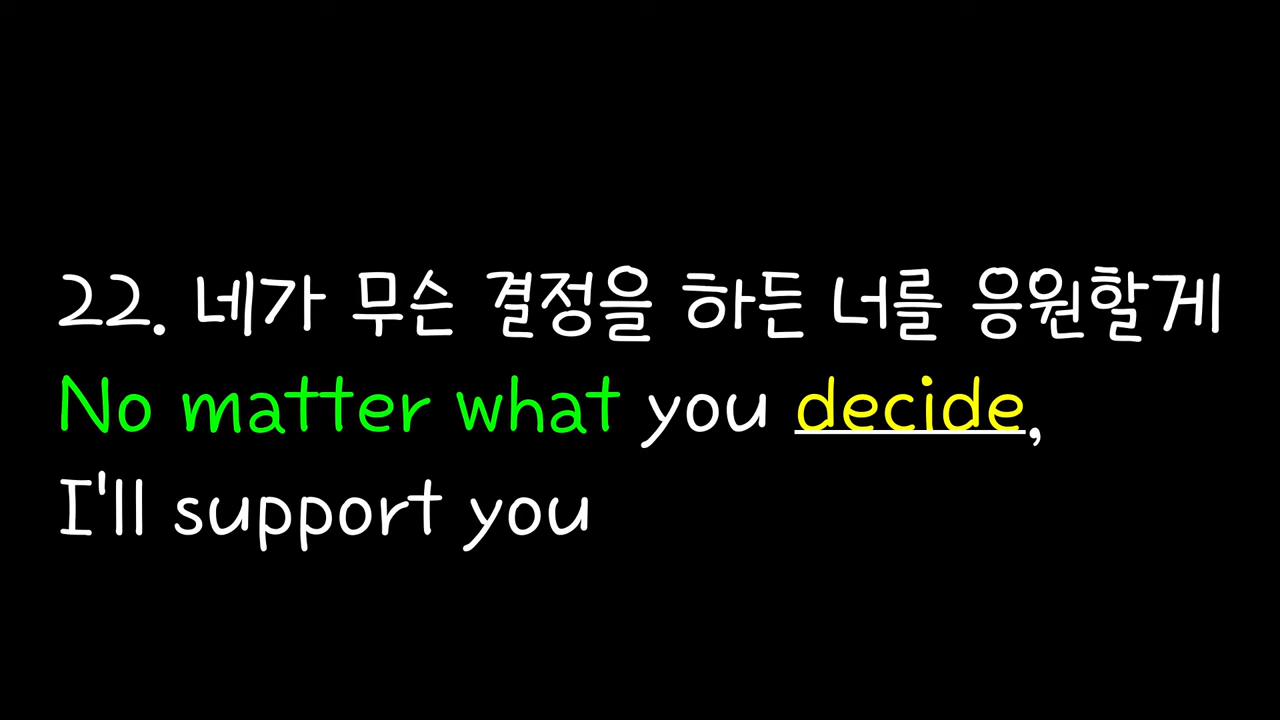 22. 네가 무슨 결정을 하든 너를 응원할게
No matter what you decide,
I'll support you